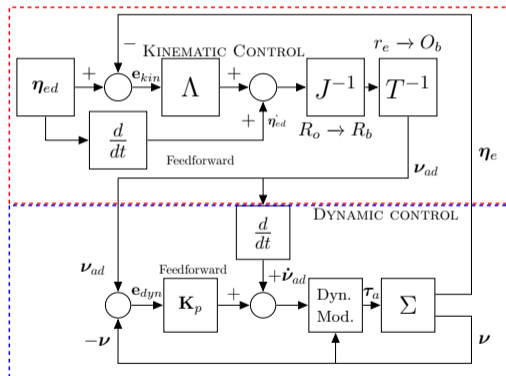 −
KINEMATIC CONTROL
r_e → O_b
η_ed
+
e_kin
Λ
+
J⁻¹
T⁻¹
+
η̇_ed
d/dt
Feedforward
R_o → R_b
ν_ad
η_e
DYNAMIC CONTROL
d/dt
ν_ad
Feedforward
+ν̇_ad
e_dyn
K_p
+
Dyn.
Mod.
τ_a
Σ
−ν
ν